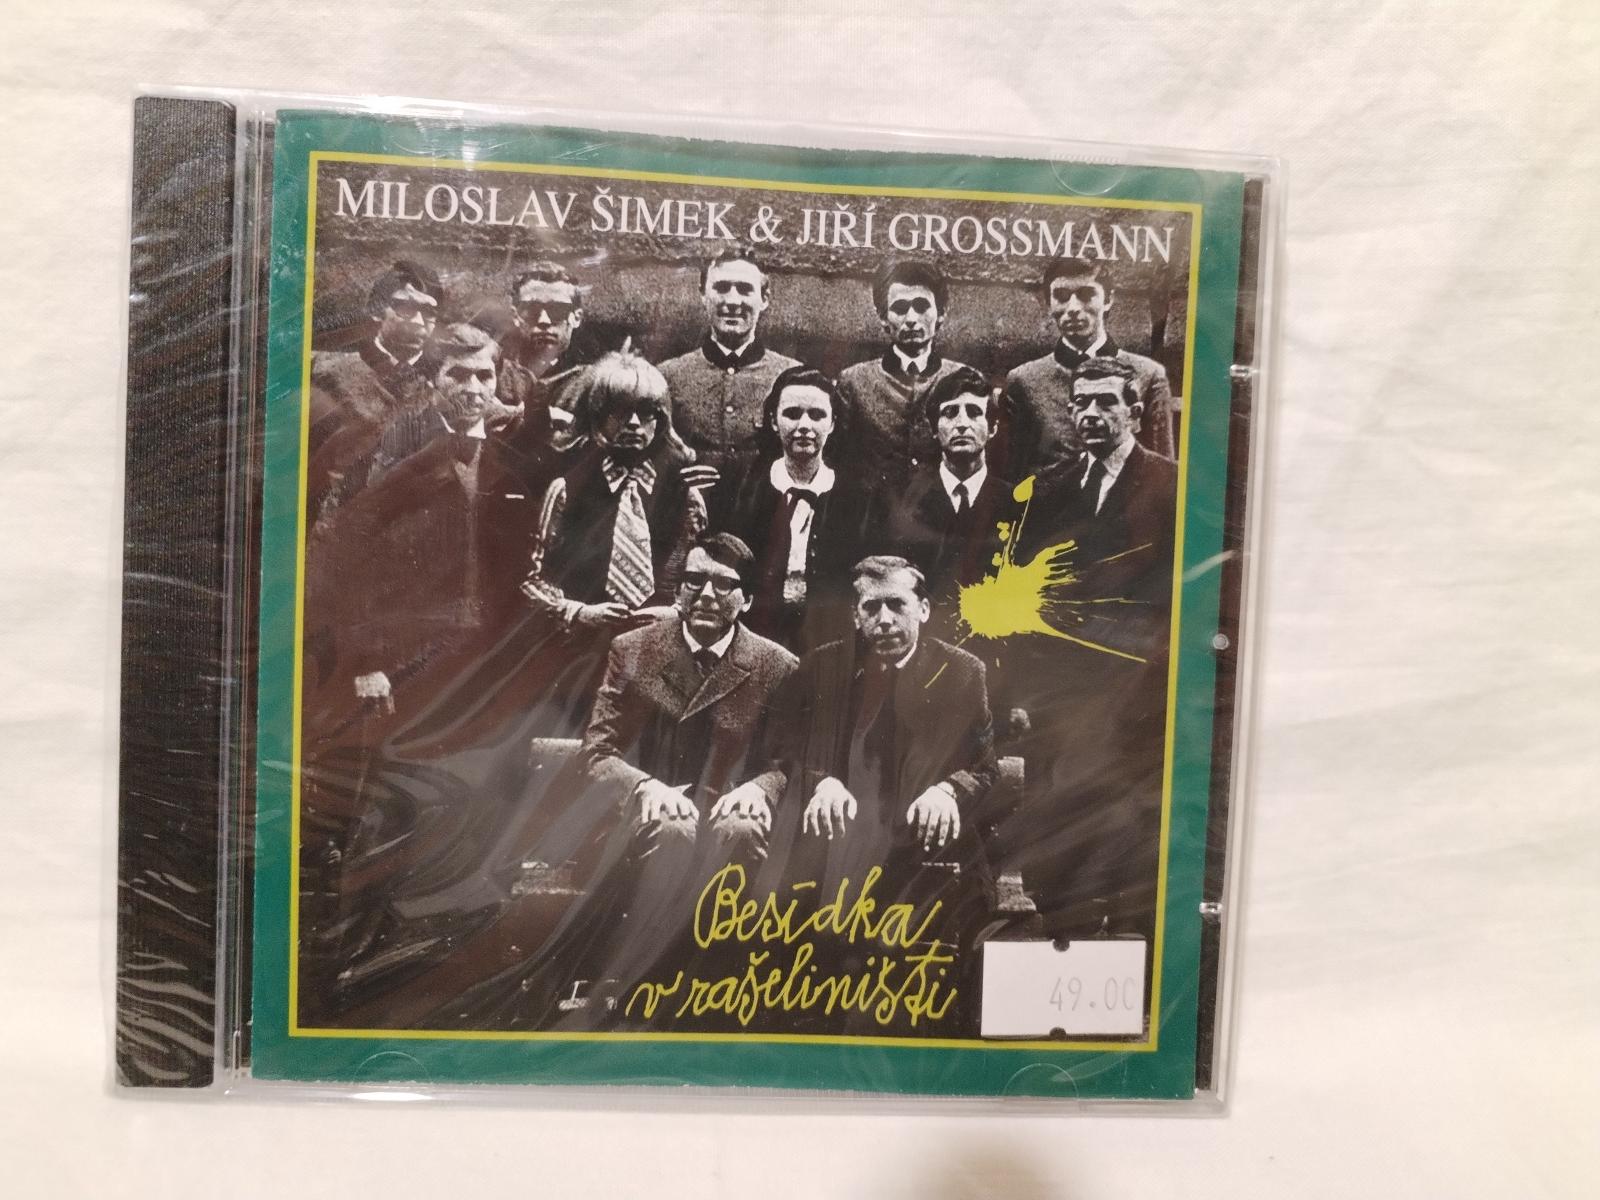 MILOSLAV ŠIMEK & JIŘÍ GROSSMANN
Besídka
v rašeliništi
49.00